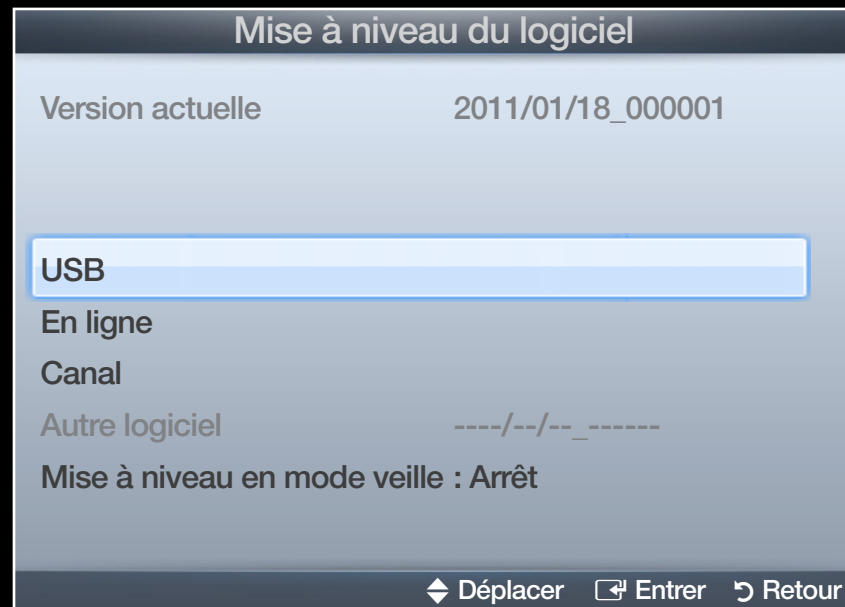 Mise à niveau du logiciel
Version actuelle 2011/01/18_000001
USB
En ligne
Canal
Autre logiciel ----/--/--_------
Mise à niveau en mode veille : Arrêt
Déplacer Entrer Retour